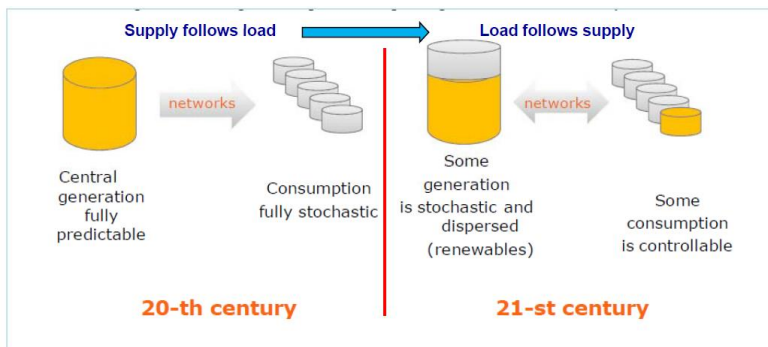 Supply follows load
Load follows supply
networks
networks
Central
generation
fully
predictable
Consumption
fully stochastic
Some
generation
is stochastic and
dispersed
(renewables)
Some
consumption
is controllable
20-th century
21-st century